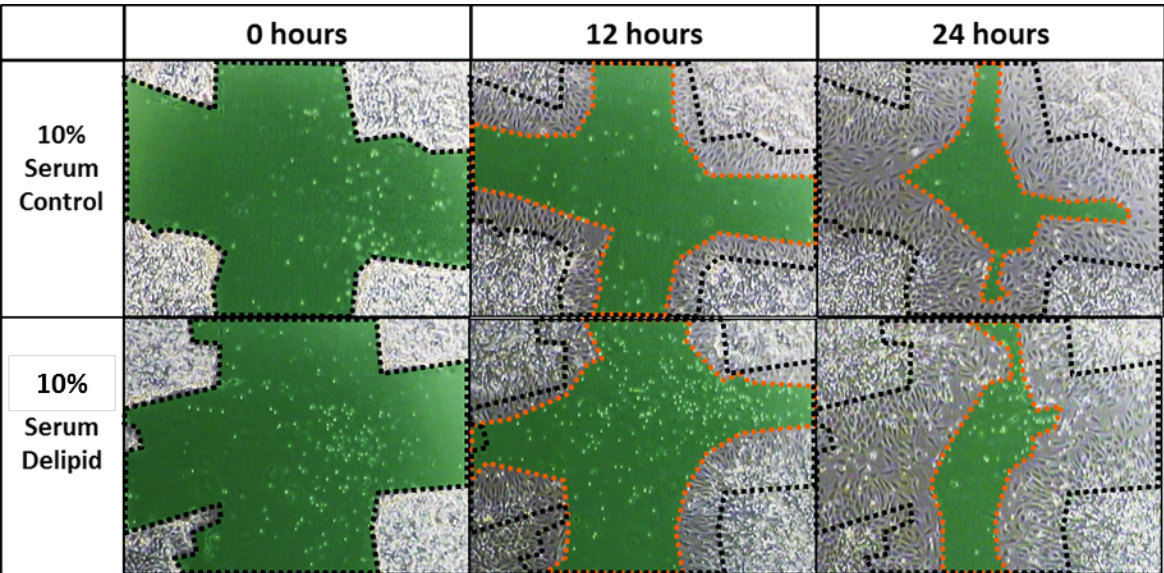 0 hours
12 hours
24 hours
10%
Serum
Control
10%
Serum
Delipid